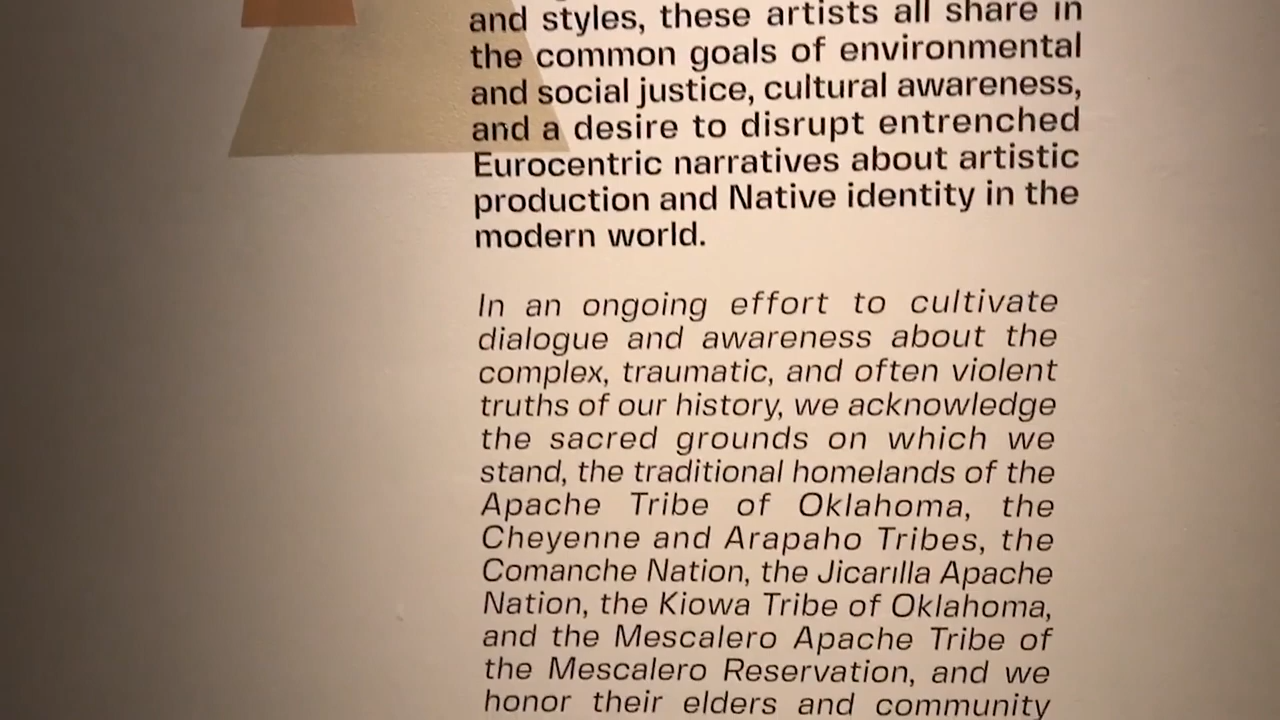 and styles, these artists all share in
the common goals of environmental
and social justice, cultural awareness,
and a desire to disrupt entrenched
Eurocentric narratives about artistic
production and Native identity in the
modern world.
In an ongoing effort to cultivate
dialogue and awareness about the
complex, traumatic, and often violent
truths of our history, we acknowledge
the sacred grounds on which we
stand, the traditional homelands of the
Apache Tribe of Oklahoma, the
Cheyenne and Arapaho Tribes, the
Comanche Nation, the Jicarilla Apache
Nation, the Kiowa Tribe of Oklahoma,
and the Mescalero Apache Tribe of
the Mescalero Reservation, and we
honor their elders and community